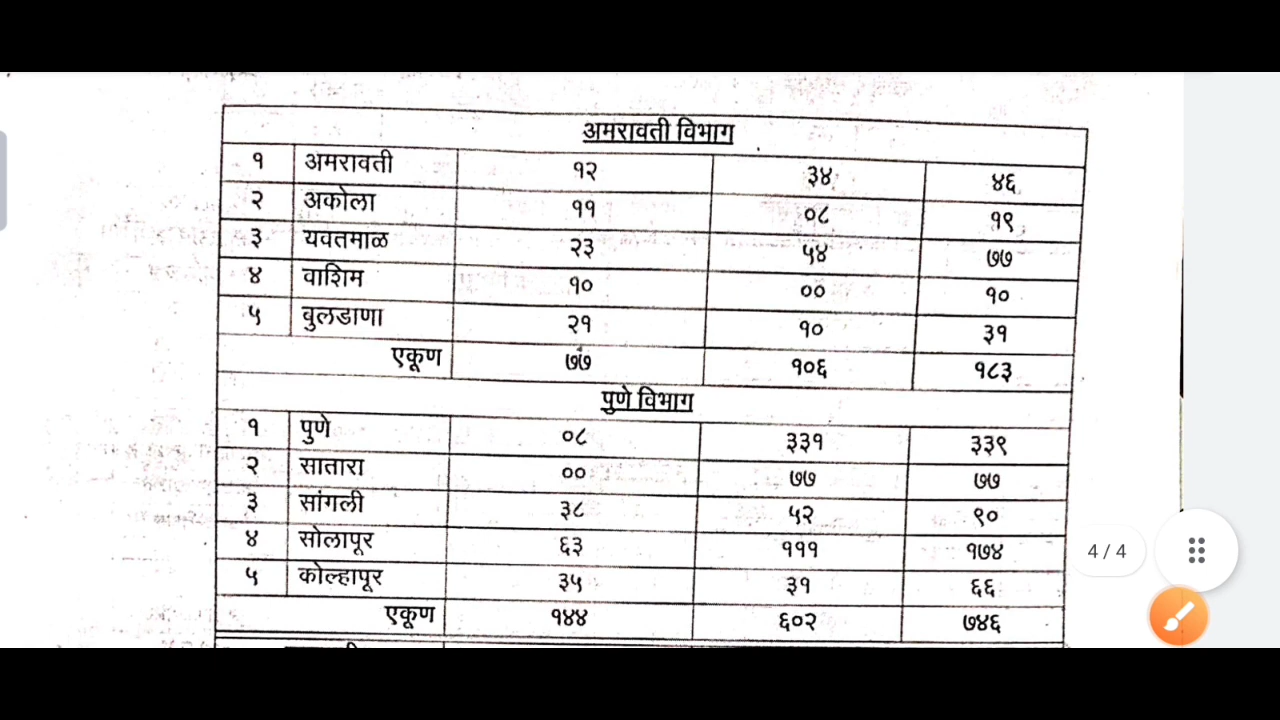 अमरावती विभाग
१ अमरावती १२ ३४ ४६
२ अकोला ११ ०८ १९
३ यवतमाळ २३ ५४ ७७
४ वाशिम १० ०० १०
५ बुलडाणा २१ १० ३१
एकूण ७७ १०६ १८३
पुणे विभाग
१ पुणे ०८ ३३१ ३३९
२ सातारा ०० ७७ ७७
३ सांगली ३८ ५२ ९०
४ सोलापूर ६३ १११ १७४
५ कोल्हापूर ३५ ३१ ६६
एकूण १४४ ६०२ ७४६
4 / 4